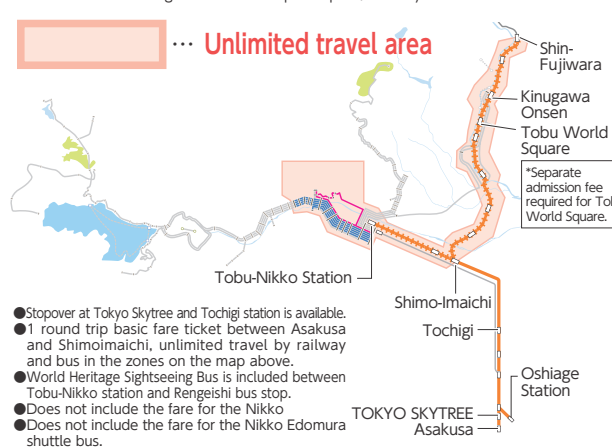 ··· Unlimited travel area
Shin-
Fujiwara
Kinugawa
Onsen
Tobu World
Square
*Separate
admission fee
required for To
World Square.
Tobu-Nikko Station
Shimo-Imaichi
Tochigi
Oshiage
Station
TOKYO SKYTREE
Asakusa
●Stopover at Tokyo Skytree and Tochigi station is available.
●1 round trip basic fare ticket between Asakusa
and Shimoimaichi, unlimited travel by railway
and bus in the zones on the map above.
●World Heritage Sightseeing Bus is included between
Tobu-Nikko station and Rengeishi bus stop.
●Does not include the fare for the Nikko
●Does not include the fare for the Nikko Edomura
shuttle bus.